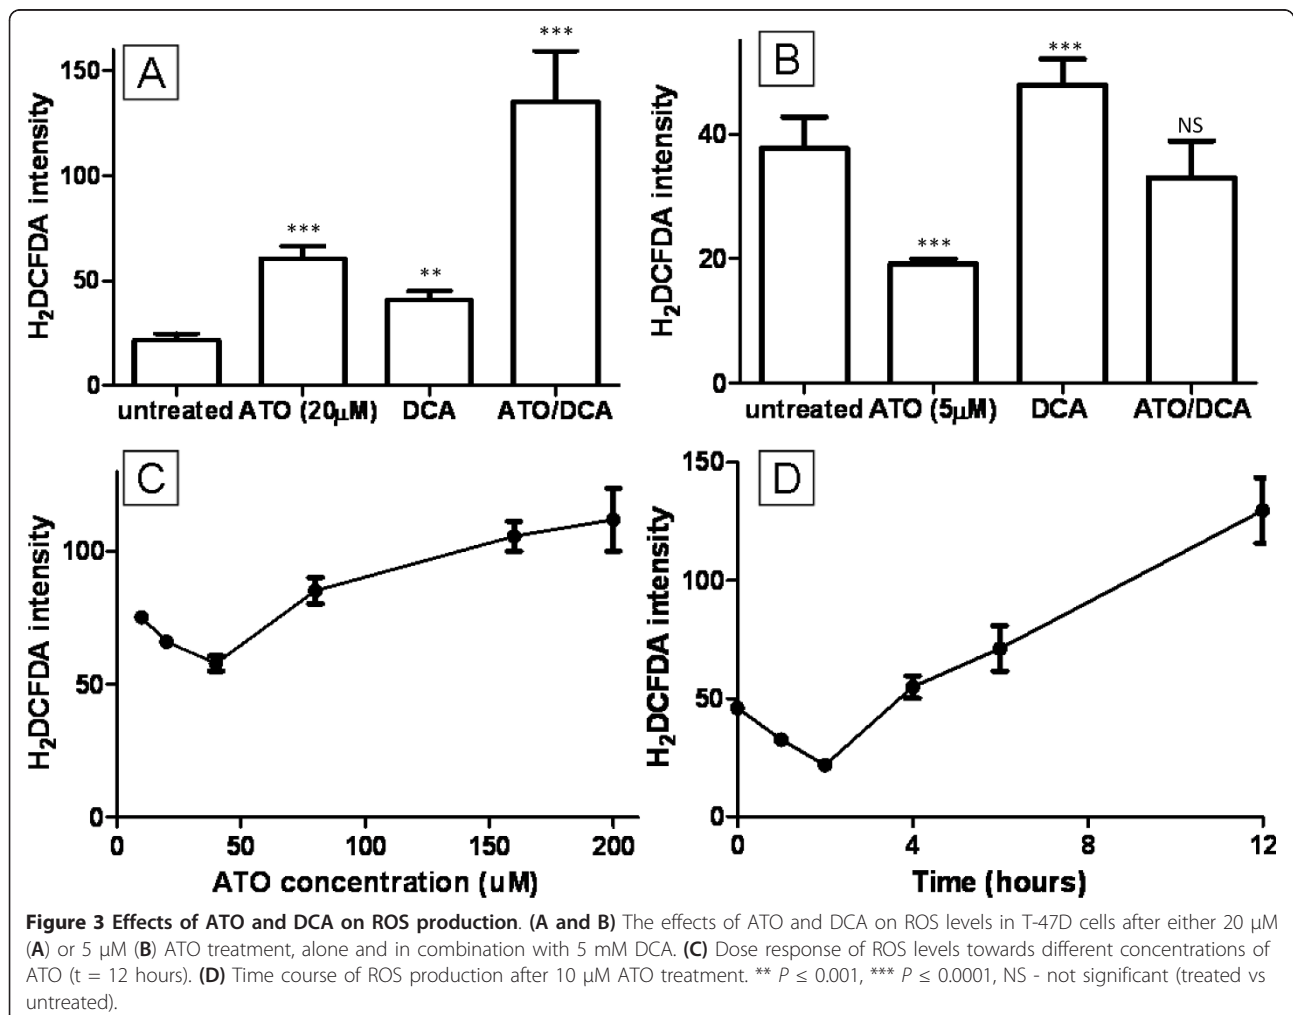 A
H₂DCFDA intensity
150
100
50
0
***
**
***
untreated ATO (20µM) DCA ATO/DCA
B
H₂DCFDA intensity
40
20
0
***
***
NS
untreated ATO (5µM) DCA ATO/DCA
C
H₂DCFDA intensity
100
50
0
0 50 100 150 200
ATO concentration (uM)
D
H₂DCFDA intensity
150
100
50
0
0 4 8 12
Time (hours)
Figure 3 Effects of ATO and DCA on ROS production. (A and B) The effects of ATO and DCA on ROS levels in T-47D cells after either 20 µM
(A) or 5 µM (B) ATO treatment, alone and in combination with 5 mM DCA. (C) Dose response of ROS levels towards different concentrations of
ATO (t = 12 hours). (D) Time course of ROS production after 10 µM ATO treatment. ** P ≤ 0.001, *** P ≤ 0.0001, NS - not significant (treated vs
untreated).